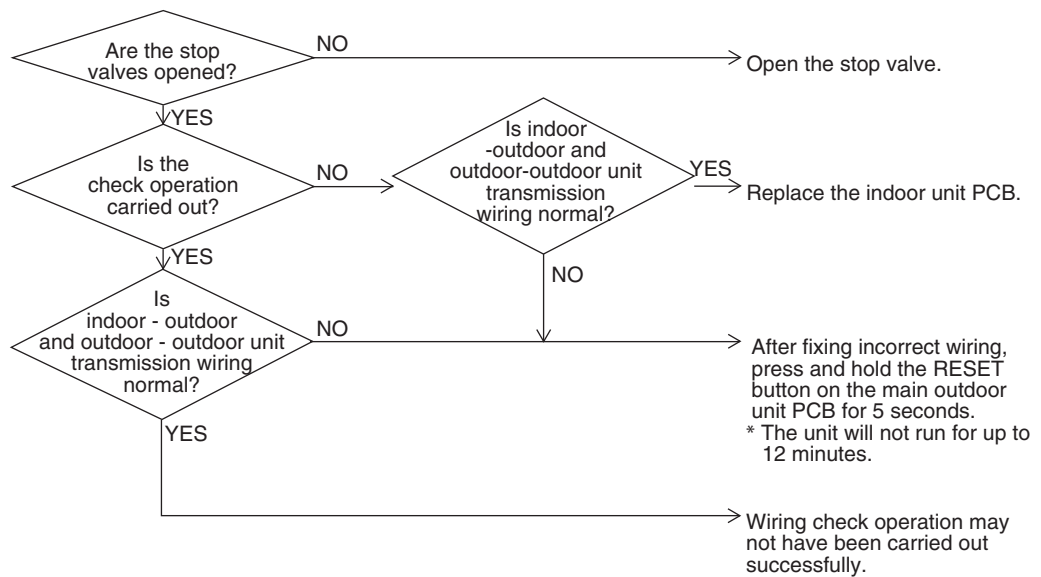 Are the stop
valves opened?
NO
Open the stop valve.
YES
Is the
check operation
carried out?
NO
Is indoor
-outdoor and
outdoor-outdoor unit
transmission
wiring normal?
YES
Replace the indoor unit PCB.
YES
NO
Is
indoor - outdoor
and outdoor - outdoor unit
transmission wiring
normal?
NO
After fixing incorrect wiring,
press and hold the RESET
button on the main outdoor
unit PCB for 5 seconds.
* The unit will not run for up to
12 minutes.
YES
Wiring check operation may
not have been carried out
successfully.